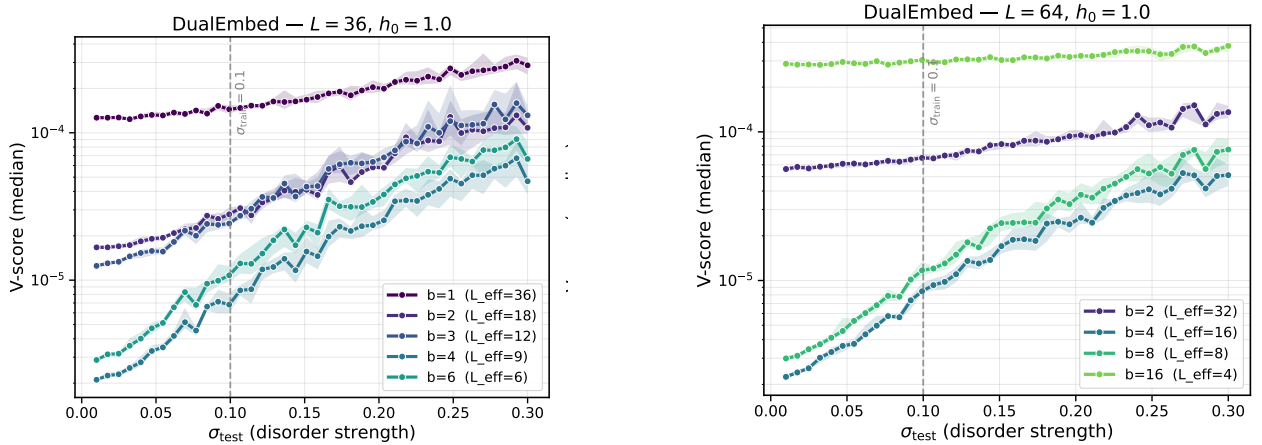 DualEmbed — L = 36, h₀ = 1.0
V-score (median)
10⁻⁴
10⁻⁵
σtrain = 0.1
b=1 (L_eff=36)
b=2 (L_eff=18)
b=3 (L_eff=12)
b=4 (L_eff=9)
b=6 (L_eff=6)
0.00 0.05 0.10 0.15 0.20 0.25 0.30
σtest (disorder strength)
DualEmbed — L = 64, h₀ = 1.0
V-score (median)
10⁻⁴
10⁻⁵
σtrain = 0.1
b=2 (L_eff=32)
b=4 (L_eff=16)
b=8 (L_eff=8)
b=16 (L_eff=4)
0.00 0.05 0.10 0.15 0.20 0.25 0.30
σtest (disorder strength)